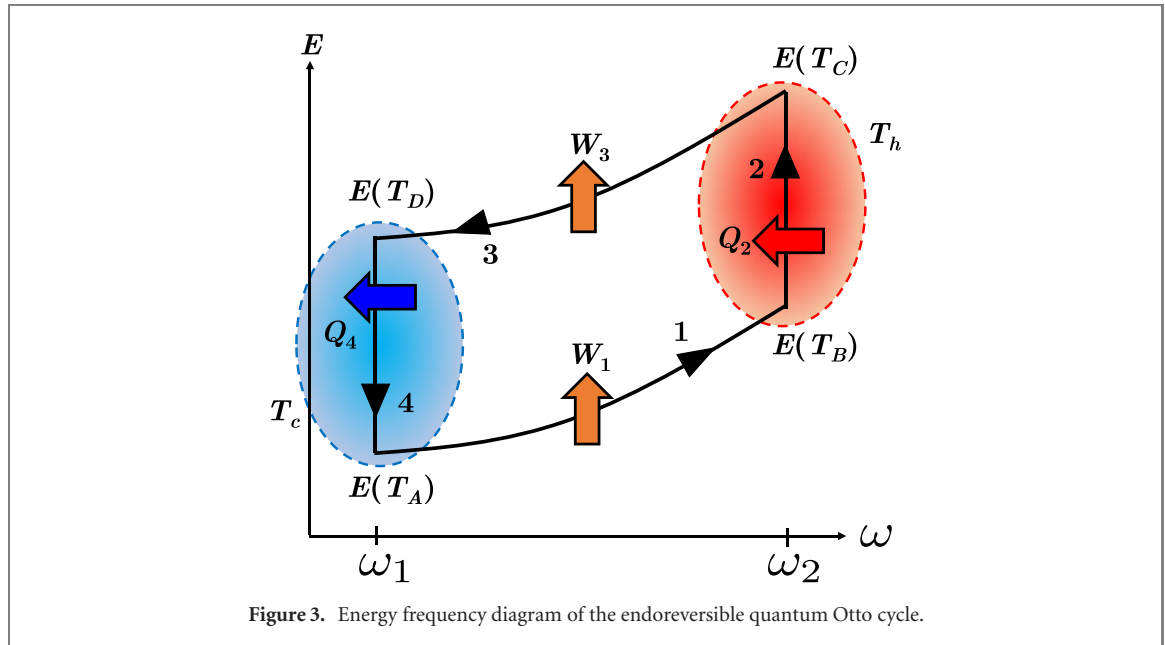 E
E(T_C)
T_h
W_3
2
E(T_D)
3
Q_2
Q_4
1
E(T_B)
W_1
T_c
4
E(T_A)
ω
ω_1
ω_2
Figure 3. Energy frequency diagram of the endoreversible quantum Otto cycle.